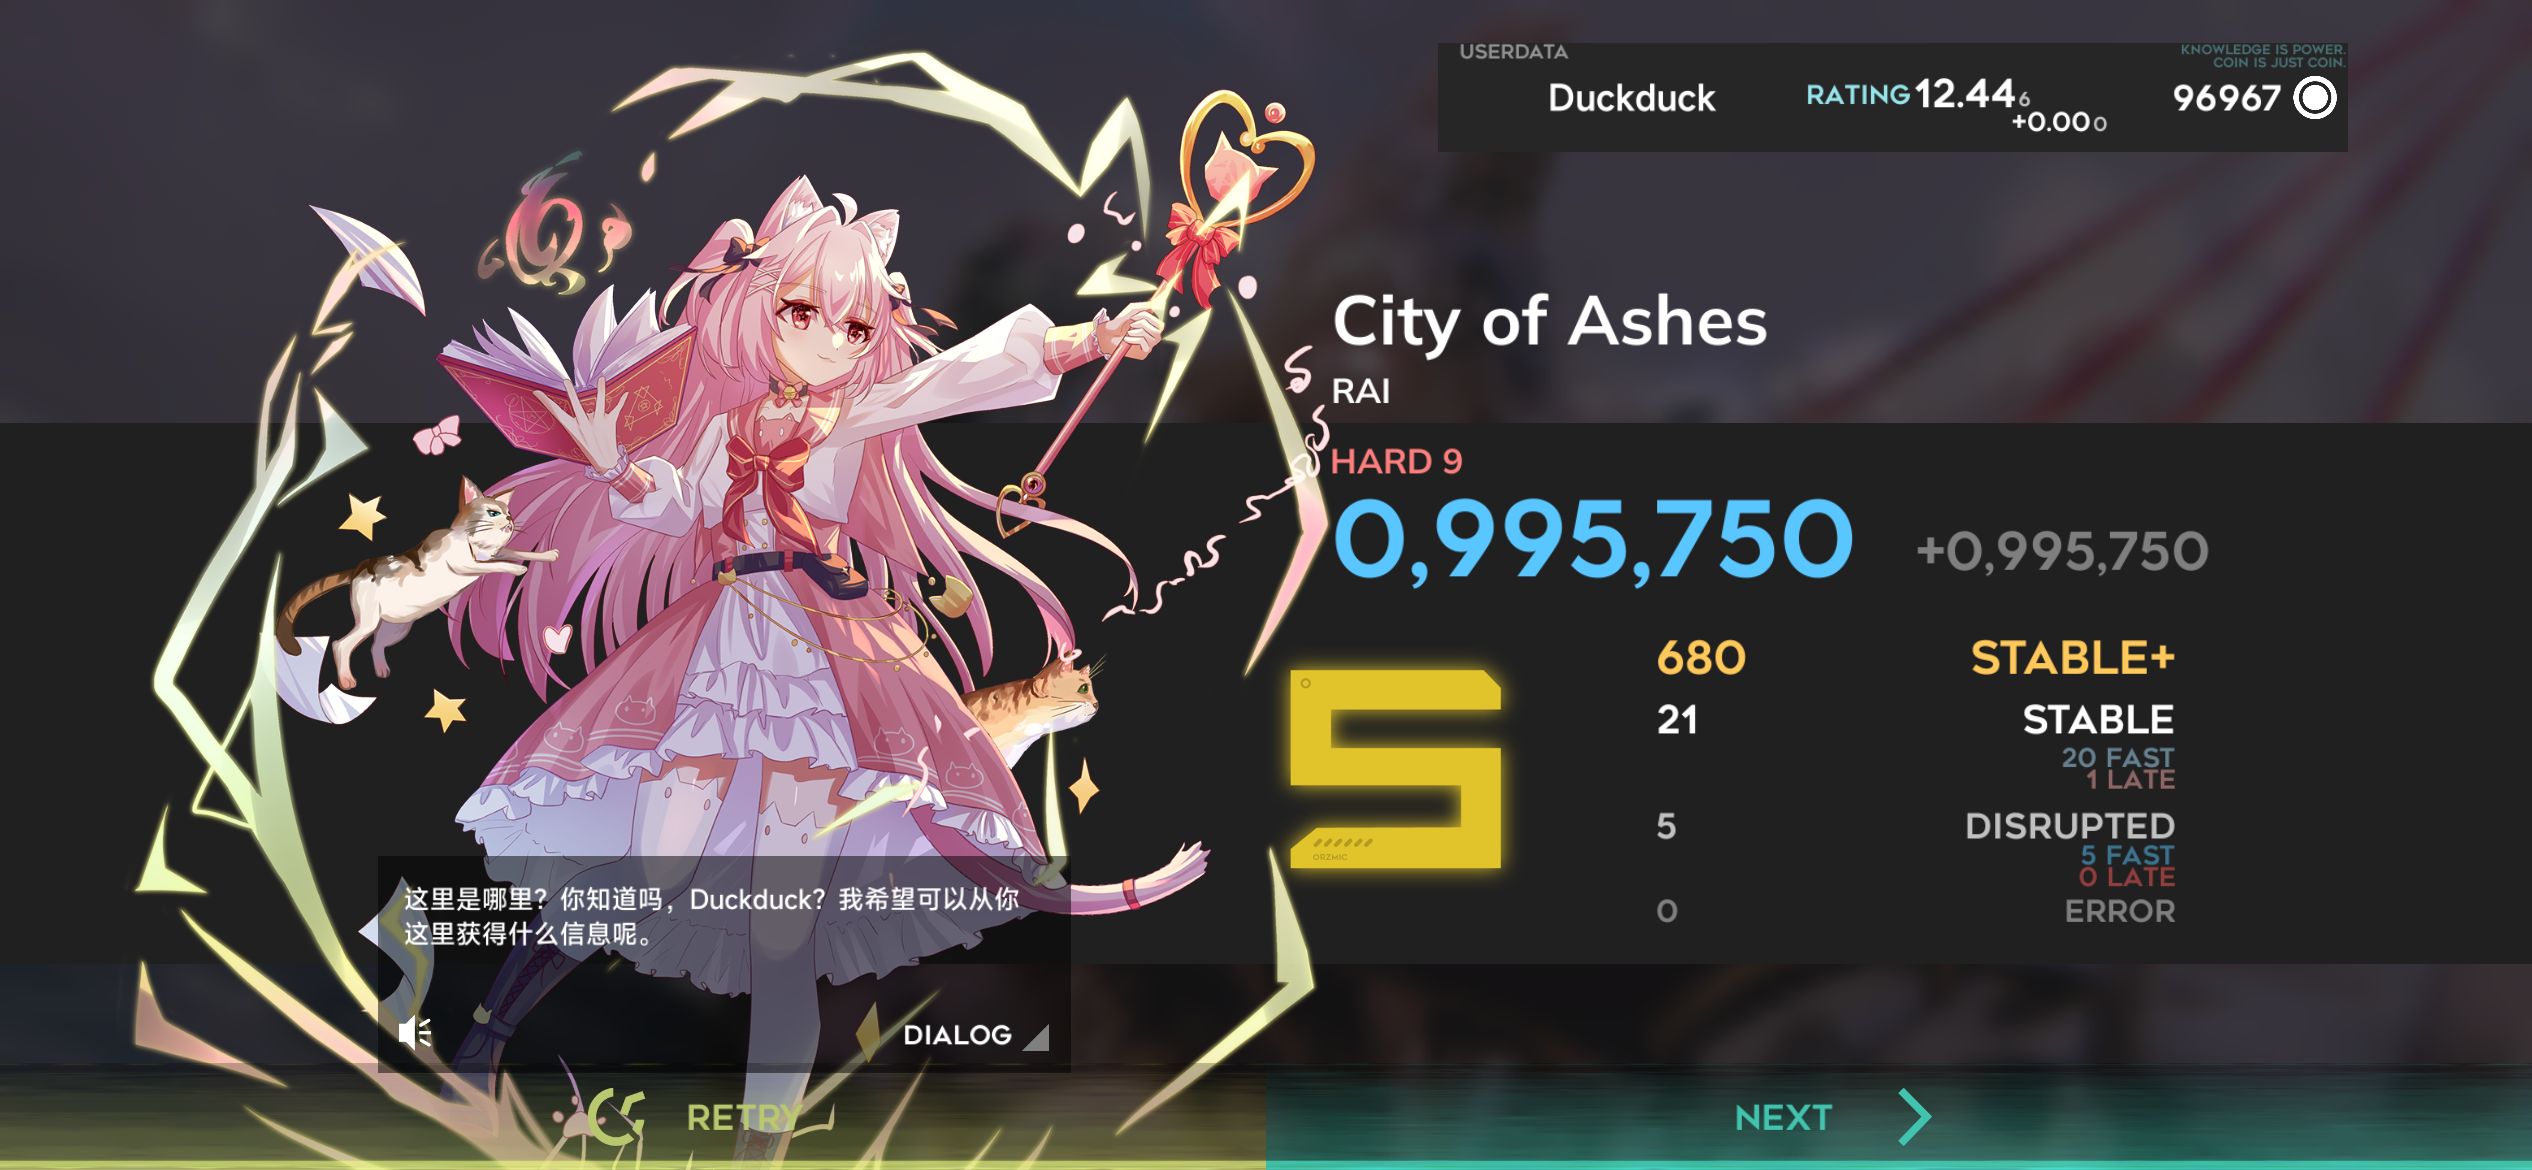 USERDATA
KNOWLEDGE IS POWER.
COIN IS JUST COIN.
Duckduck
RATING 12.446
+0.000
96967
City of Ashes
RAI
HARD 9
0,995,750
+0,995,750
680 STABLE+
21 STABLE
20 FAST
1 LATE
5 DISRUPTED
5 FAST
0 LATE
0 ERROR
ORZMIC
这里是哪里？你知道吗，Duckduck？我希望可以从你
这里获得什么信息呢。
DIALOG
RETRY
NEXT